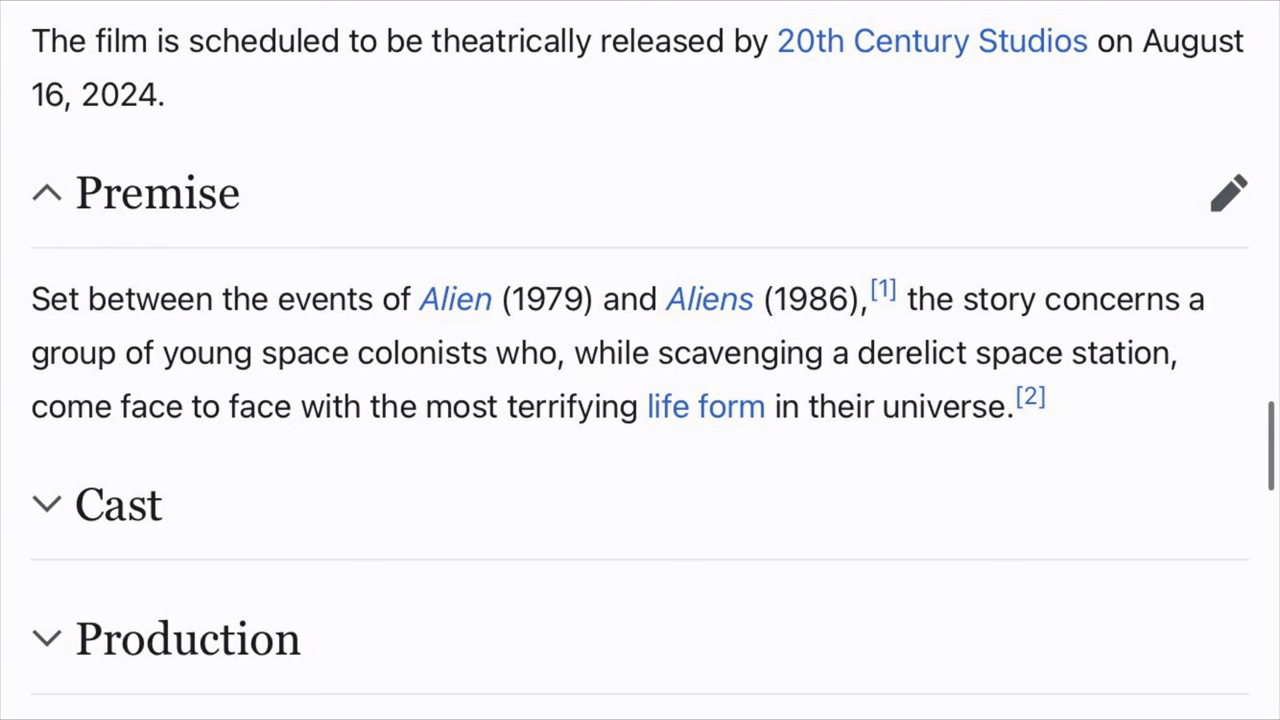 The film is scheduled to be theatrically released by 20th Century Studios on August
16, 2024.
Premise
Set between the events of Alien (1979) and Aliens (1986),[1] the story concerns a
group of young space colonists who, while scavenging a derelict space station,
come face to face with the most terrifying life form in their universe.[2]
Cast
Production